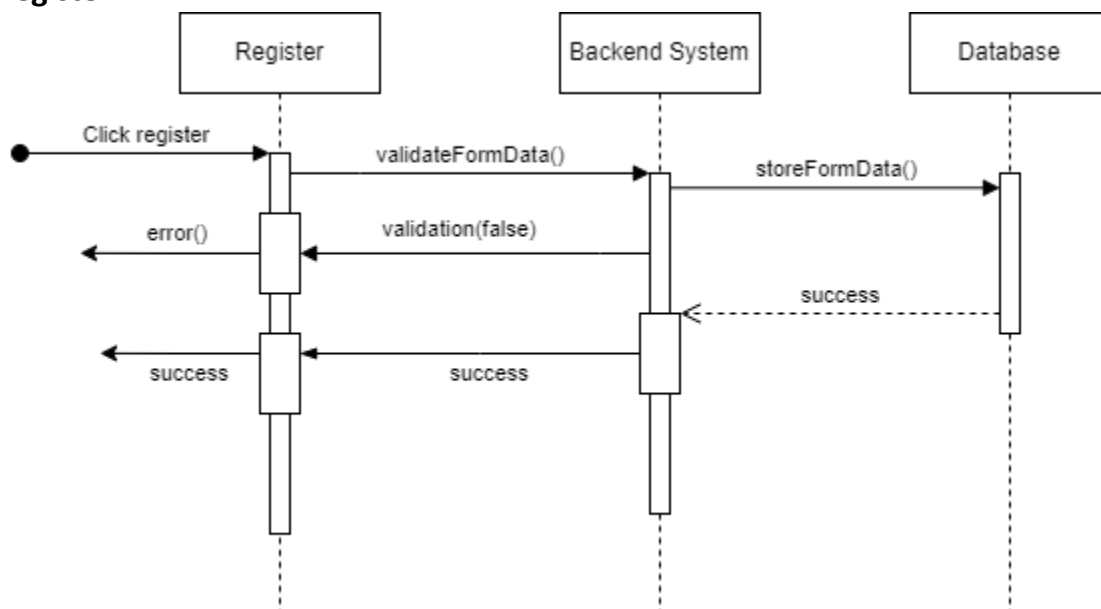 Register
Backend System
Database
Click register
validateFormData()
storeFormData()
error()
validation(false)
success
success
success